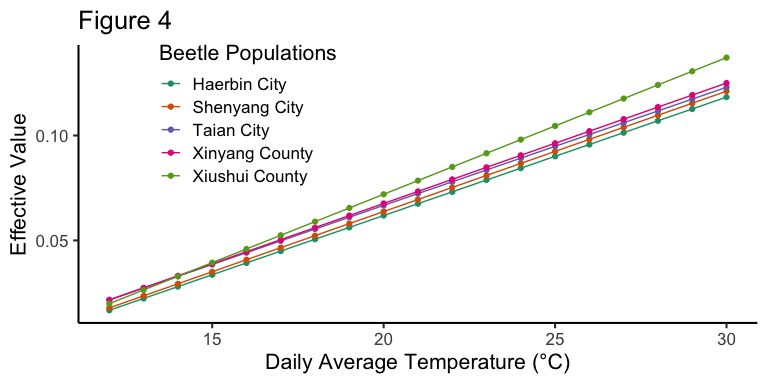 Figure 4
Beetle Populations
Haerbin City
Shenyang City
Taian City
Xinyang County
Xiushui County
Effective Value
0.10
0.05
15
20
25
30
Daily Average Temperature (°C)